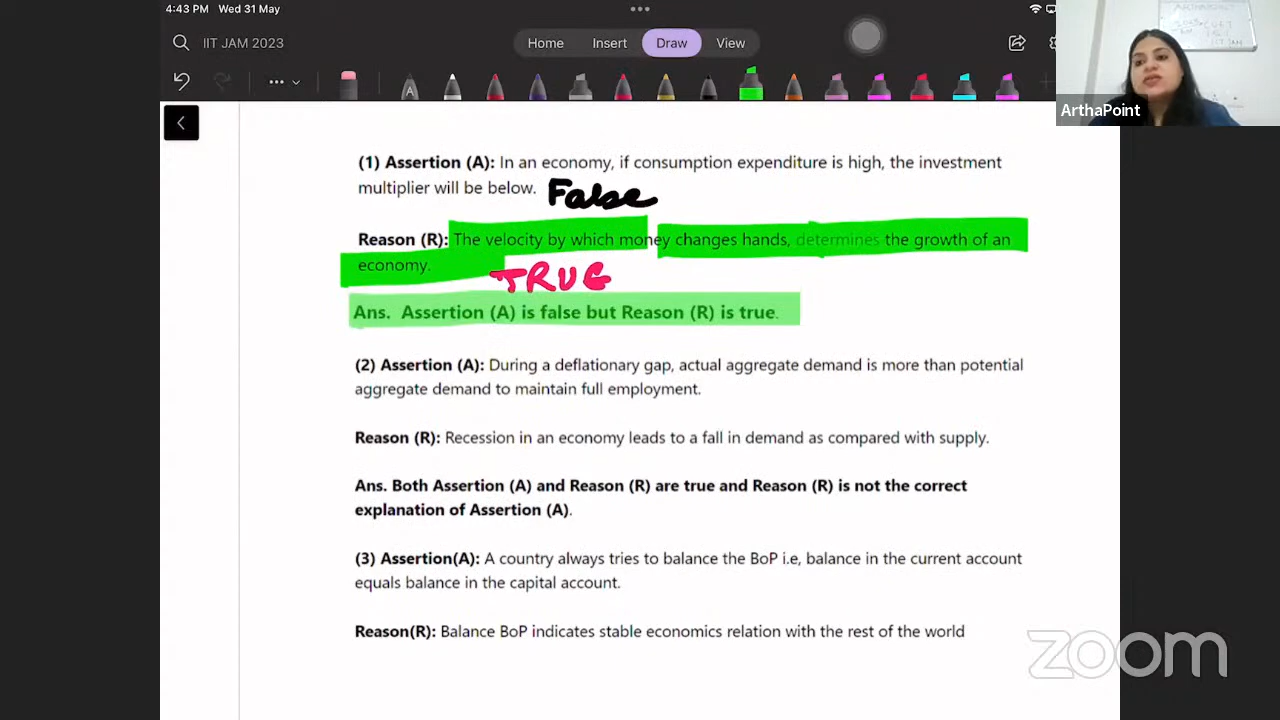 4:43 PM Wed 31 May
IIT JAM 2023
Home Insert Draw View
ARTHAPOINT
ArthaPoint
(1) Assertion (A): In an economy, if consumption expenditure is high, the investment
multiplier will be below. False
Reason (R): The velocity by which money changes hands, determines the growth of an
economy. TRUE
Ans. Assertion (A) is false but Reason (R) is true.
(2) Assertion (A): During a deflationary gap, actual aggregate demand is more than potential
aggregate demand to maintain full employment.
Reason (R): Recession in an economy leads to a fall in demand as compared with supply.
Ans. Both Assertion (A) and Reason (R) are true and Reason (R) is not the correct
explanation of Assertion (A).
(3) Assertion(A): A country always tries to balance the BoP i.e, balance in the current account
equals balance in the capital account.
Reason(R): Balance BoP indicates stable economics relation with the rest of the world
zoom